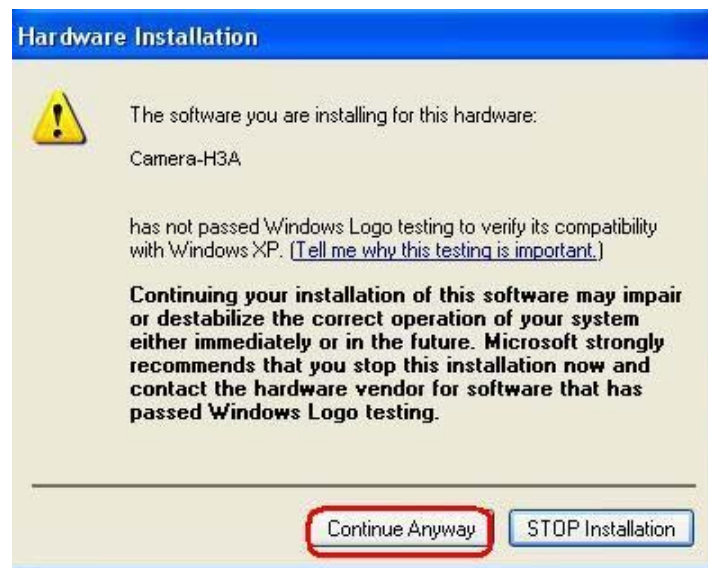 Hardware Installation
The software you are installing for this hardware:
Camera-H3A
has not passed Windows Logo testing to verify its compatibility
with Windows XP. (Tell me why this testing is important.)
Continuing your installation of this software may impair
or destabilize the correct operation of your system
either immediately or in the future. Microsoft strongly
recommends that you stop this installation now and
contact the hardware vendor for software that has
passed Windows Logo testing.
Continue Anyway
STOP Installation